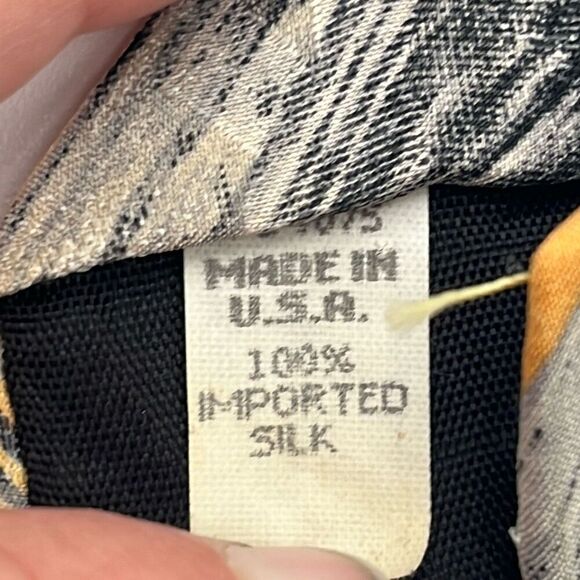 MADE IN
U.S.A.
100%
IMPORTED
SILK